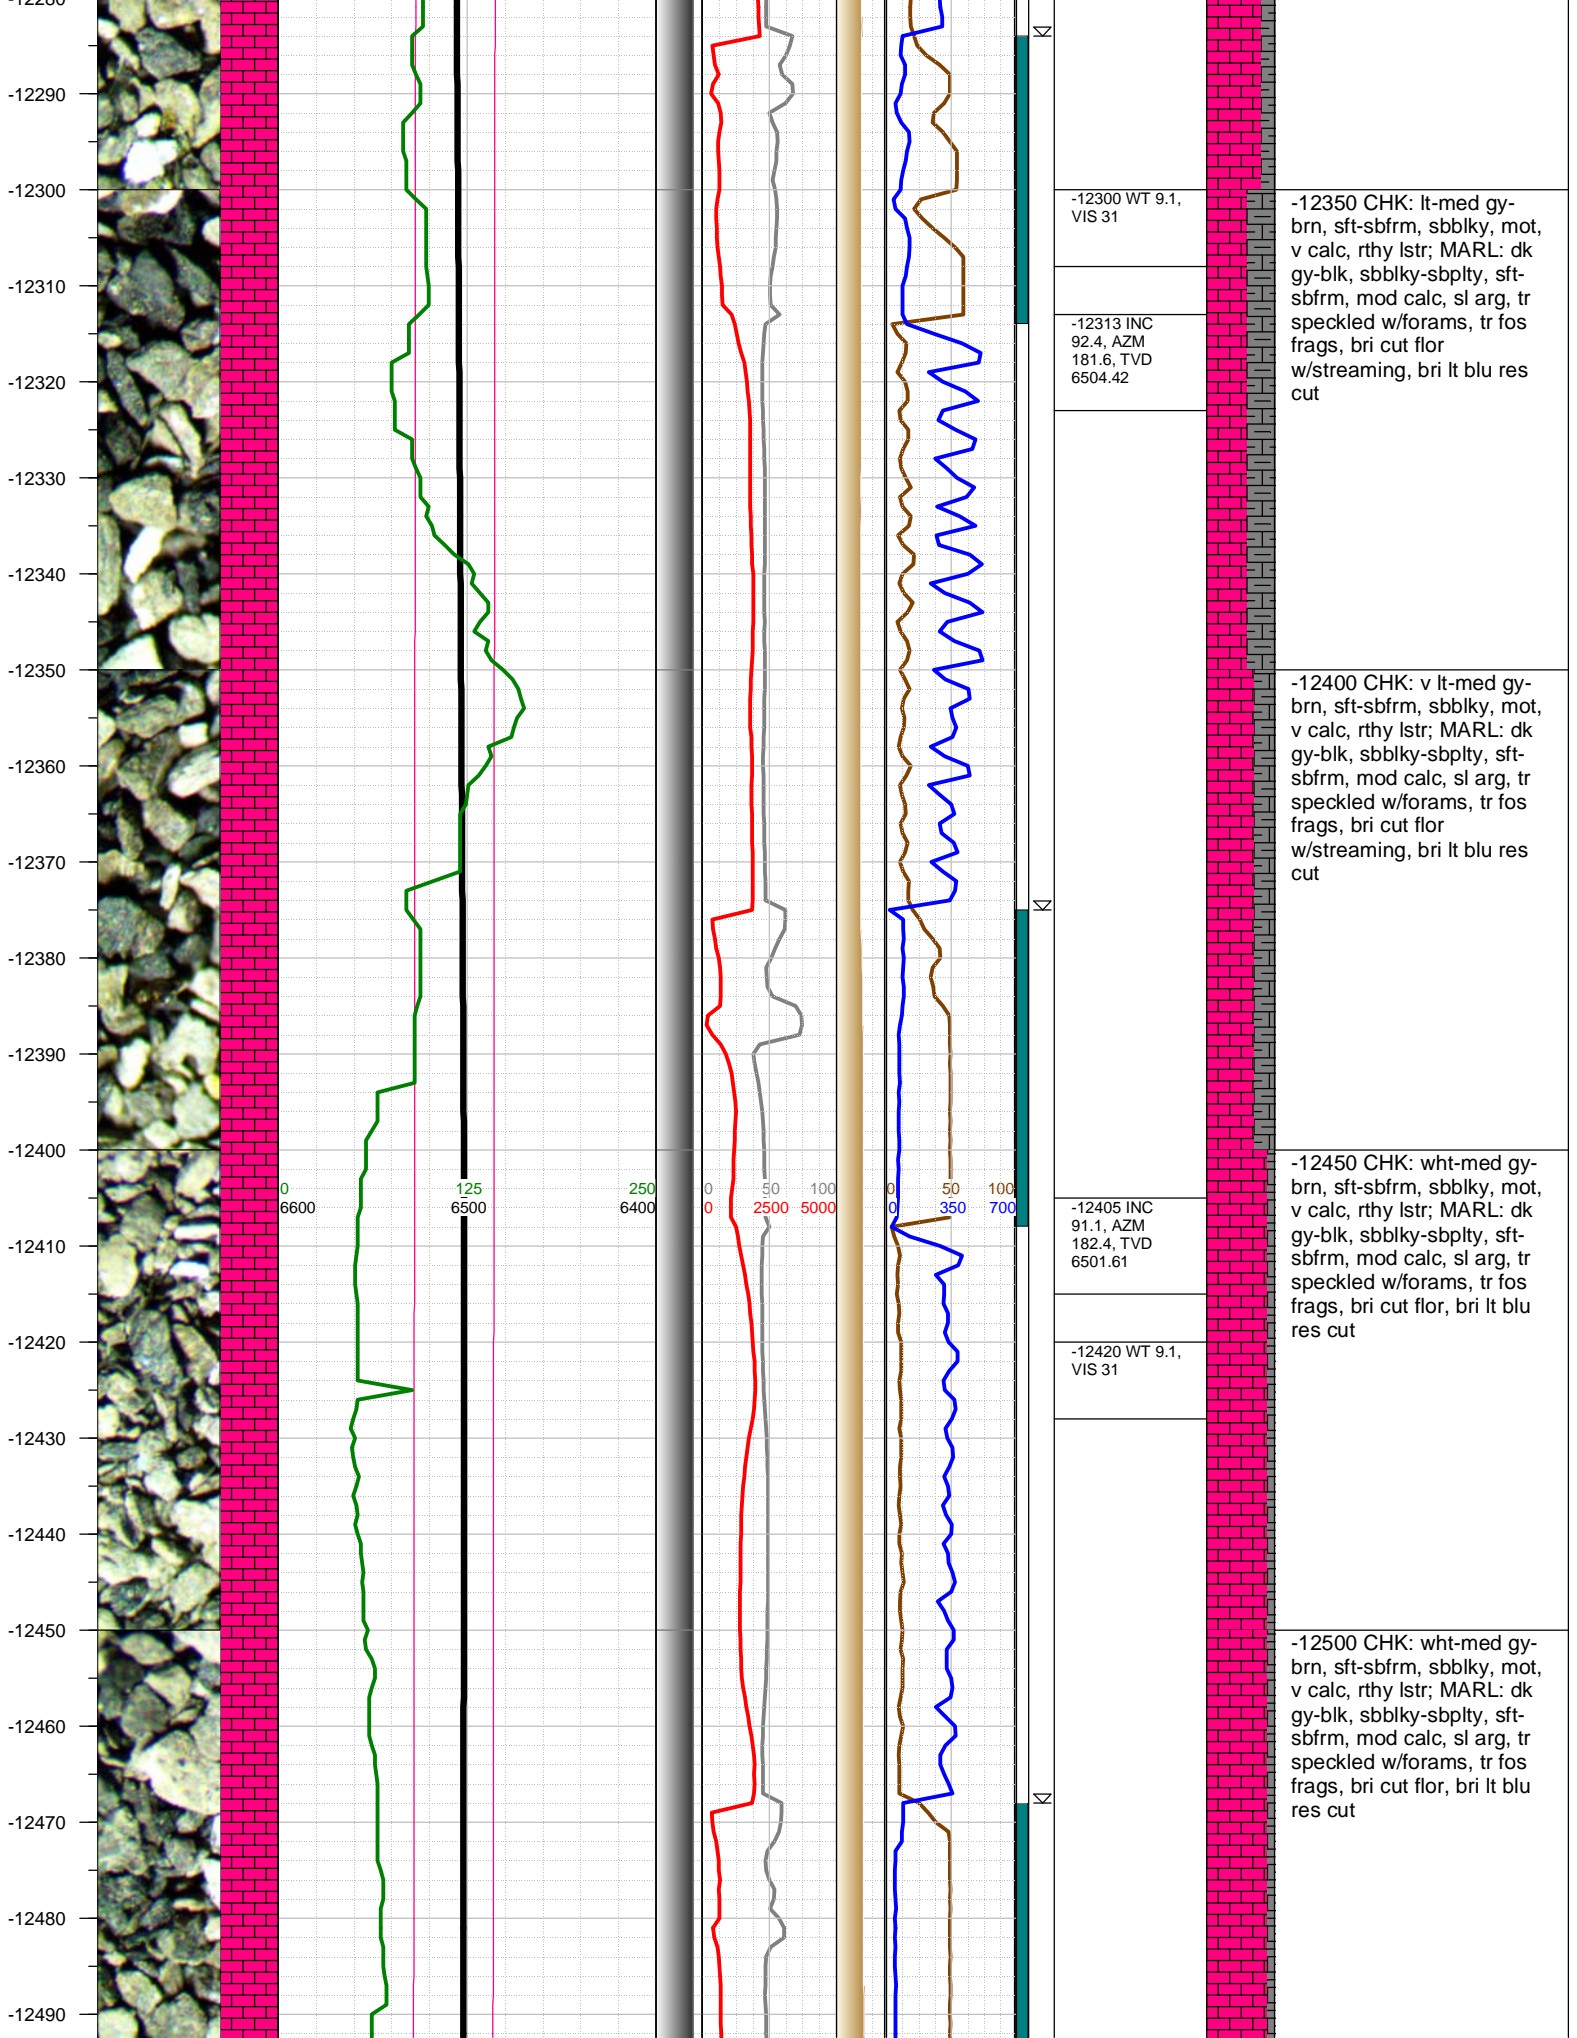 -12280
-12290
-12300
-12310
-12320
-12330
-12340
-12350
-12360
-12370
-12380
-12390
-12400
-12410
-12420
-12430
-12440
-12450
-12460
-12470
-12480
-12490
0 125 250
6600 6500 6400
0 50 100
0 2500 5000
0 50 100
0 350 700
-12300 WT 9.1,
VIS 31
-12313 INC
92.4, AZM
181.6, TVD
6504.42
-12405 INC
91.1, AZM
182.4, TVD
6501.61
-12420 WT 9.1,
VIS 31
-12350 CHK: lt-med gy-
brn, sft-sbfrm, sbblky, mot,
v calc, rthy lstr; MARL: dk
gy-blk, sbblky-sbplty, sft-
sbfrm, mod calc, sl arg, tr
speckled w/forams, tr fos
frags, bri cut flor
w/streaming, bri lt blu res
cut
-12400 CHK: v lt-med gy-
brn, sft-sbfrm, sbblky, mot,
v calc, rthy lstr; MARL: dk
gy-blk, sbblky-sbplty, sft-
sbfrm, mod calc, sl arg, tr
speckled w/forams, tr fos
frags, bri cut flor
w/streaming, bri lt blu res
cut
-12450 CHK: wht-med gy-
brn, sft-sbfrm, sbblky, mot,
v calc, rthy lstr; MARL: dk
gy-blk, sbblky-sbplty, sft-
sbfrm, mod calc, sl arg, tr
speckled w/forams, tr fos
frags, bri cut flor, bri lt blu
res cut
-12500 CHK: wht-med gy-
brn, sft-sbfrm, sbblky, mot,
v calc, rthy lstr; MARL: dk
gy-blk, sbblky-sbplty, sft-
sbfrm, mod calc, sl arg, tr
speckled w/forams, tr fos
frags, bri cut flor, bri lt blu
res cut